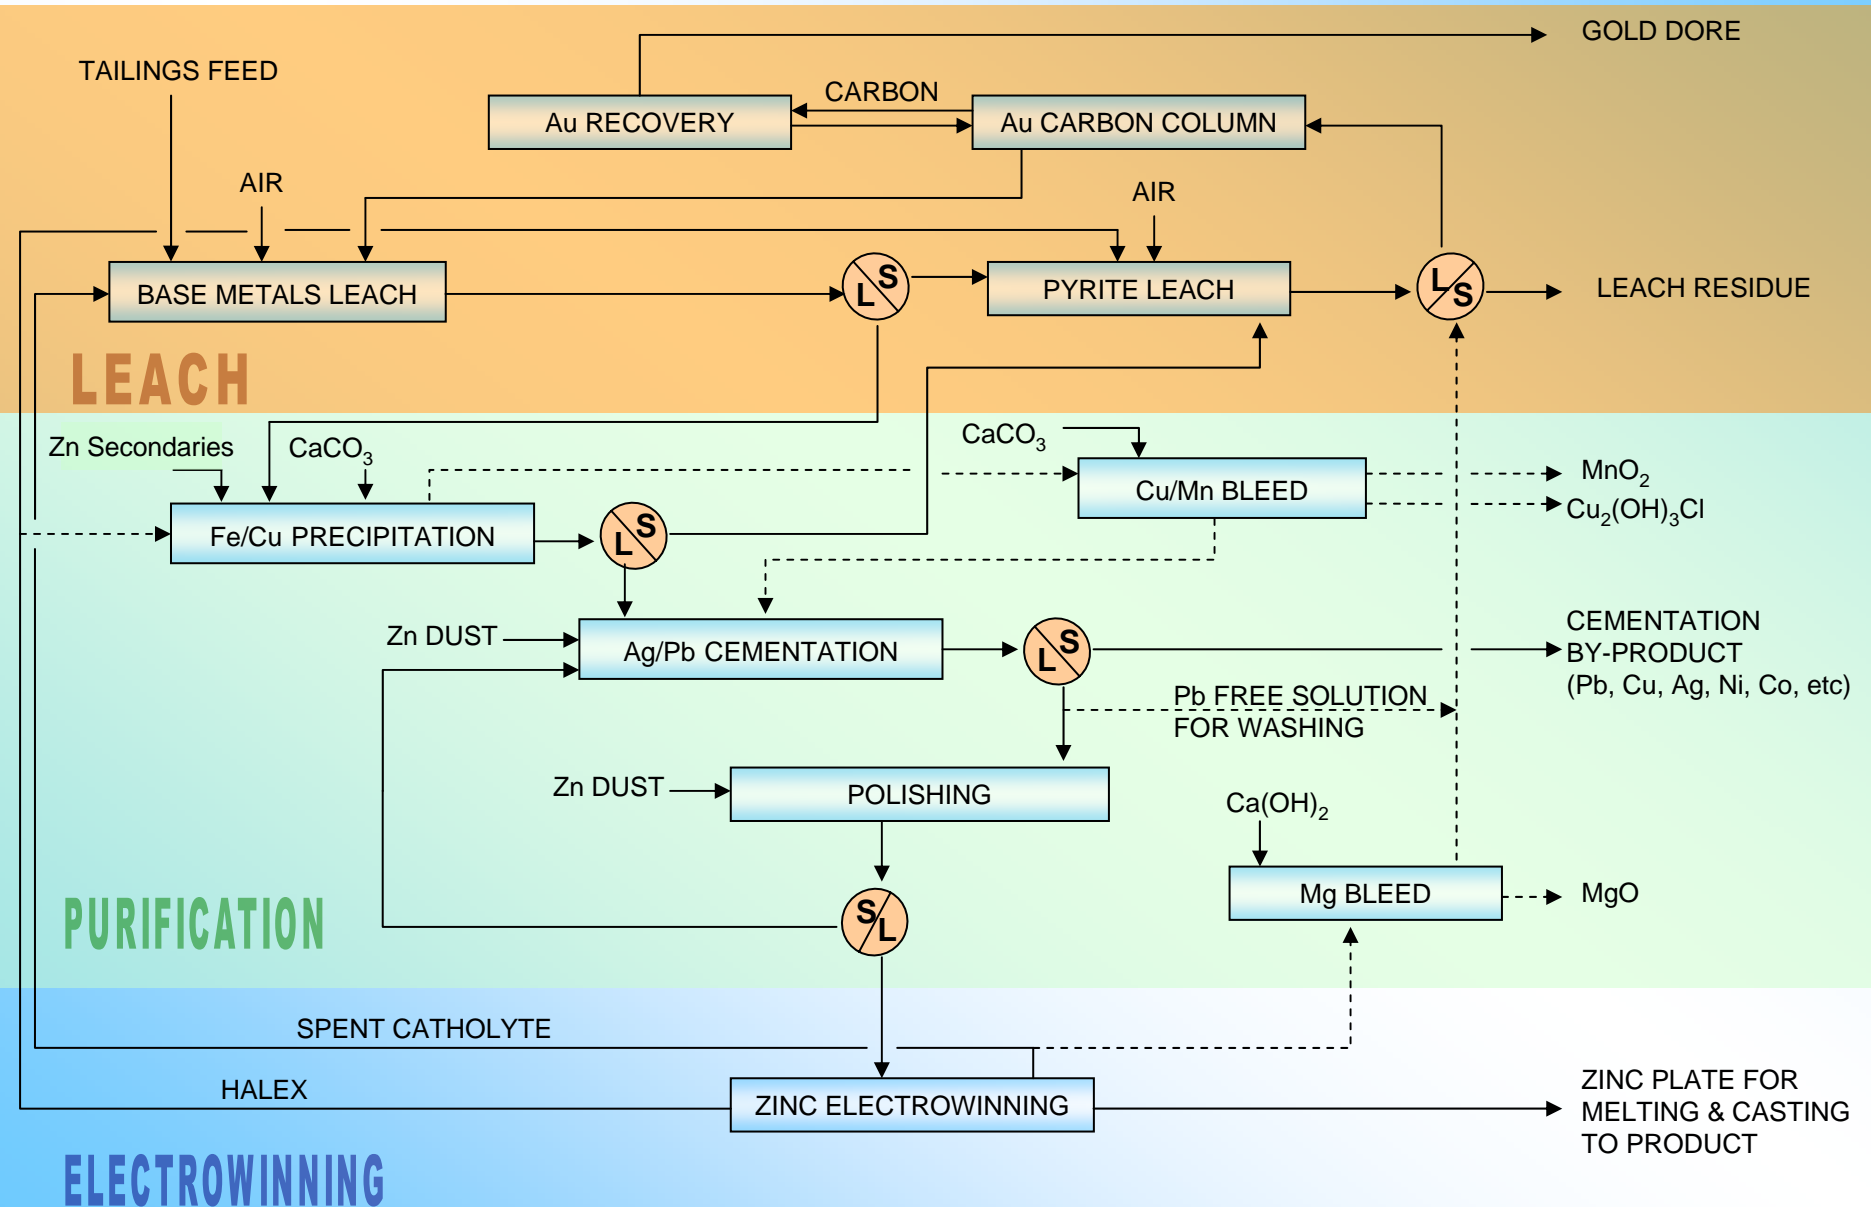 GOLD DORE
TAILINGS FEED
CARBON
Au RECOVERY
Au CARBON COLUMN
AIR
AIR
L S
L S
BASE METALS LEACH
PYRITE LEACH
LEACH RESIDUE
LEACH
Zn Secondaries
CaCO₃
CaCO₃
MnO₂
Cu/Mn BLEED
Cu₂(OH)₃Cl
Fe/Cu PRECIPITATION
L S
Zn DUST
Ag/Pb CEMENTATION
L S
CEMENTATION
BY-PRODUCT
(Pb, Cu, Ag, Ni, Co, etc)
Pb FREE SOLUTION
FOR WASHING
Zn DUST
POLISHING
Ca(OH)₂
Mg BLEED
MgO
S L
PURIFICATION
SPENT CATHOLYTE
HALEX
ZINC ELECTROWINNING
ZINC PLATE FOR
MELTING & CASTING
TO PRODUCT
ELECTROWINNING